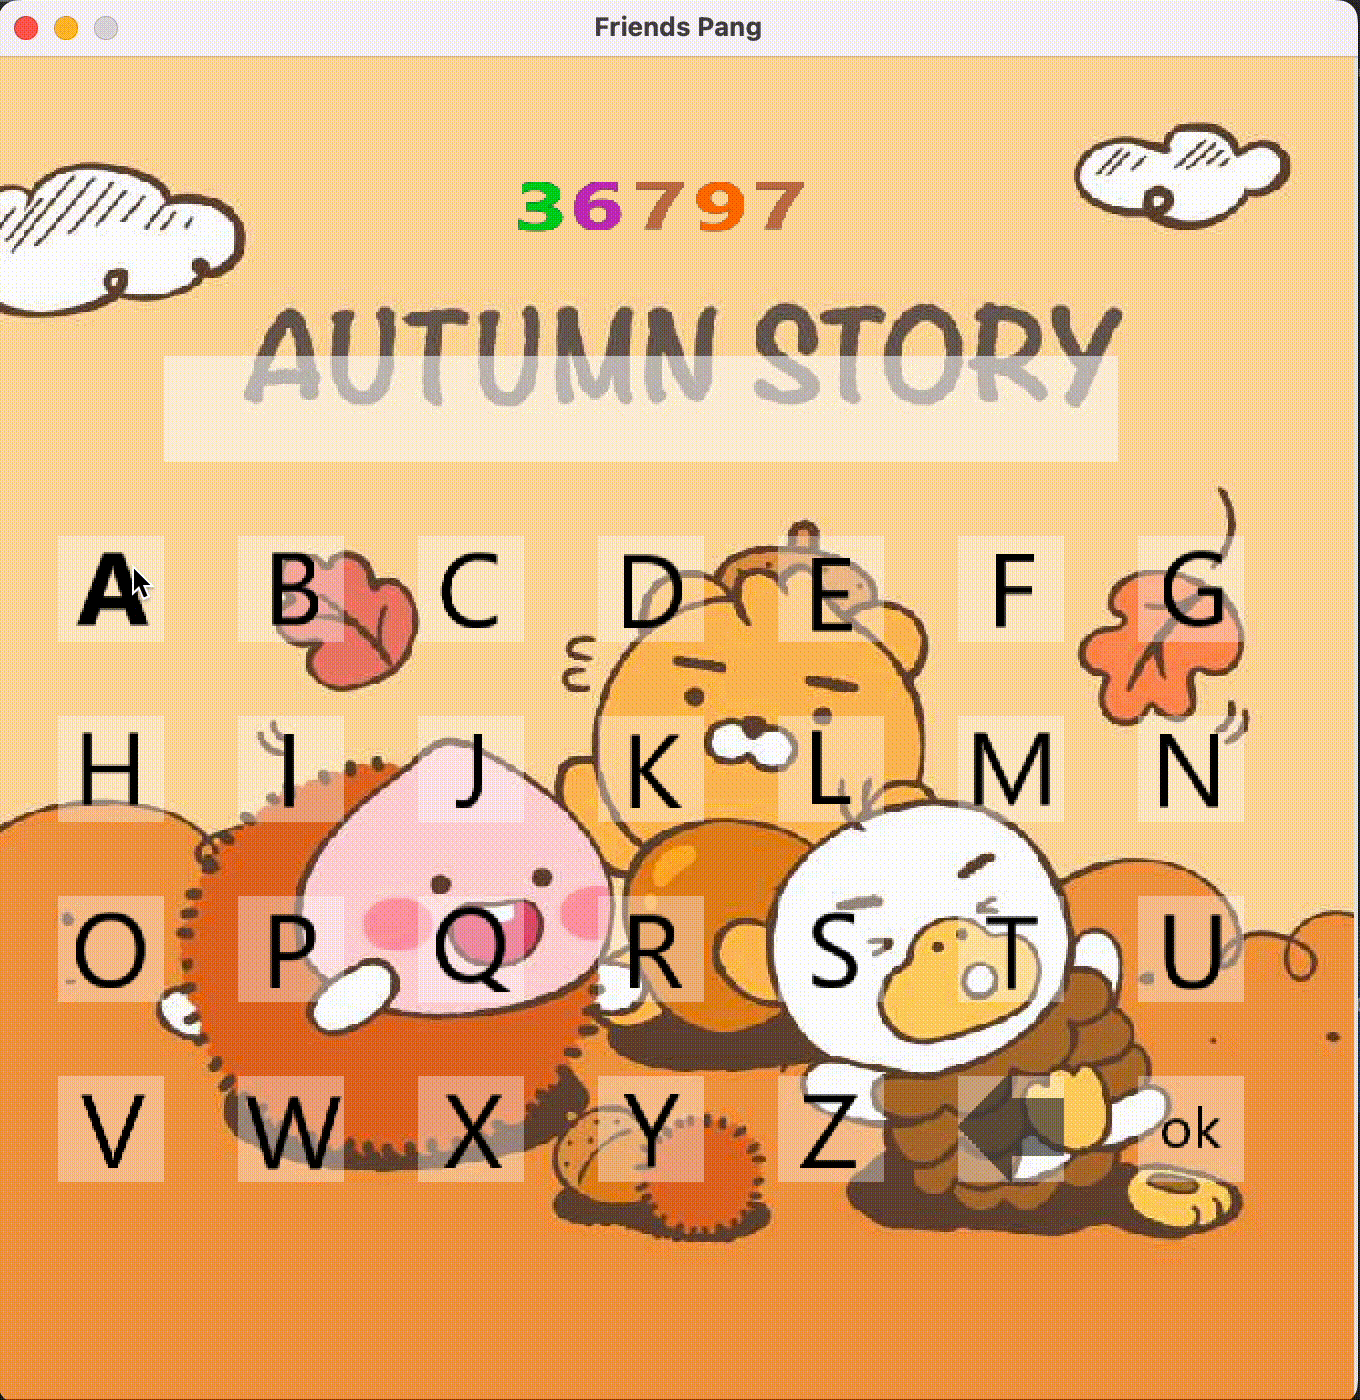 Friends Pang
36797
AUTUMN STORY
A B C D E F G
H I J K L M N
O P Q R S T U
V W X Y Z ok